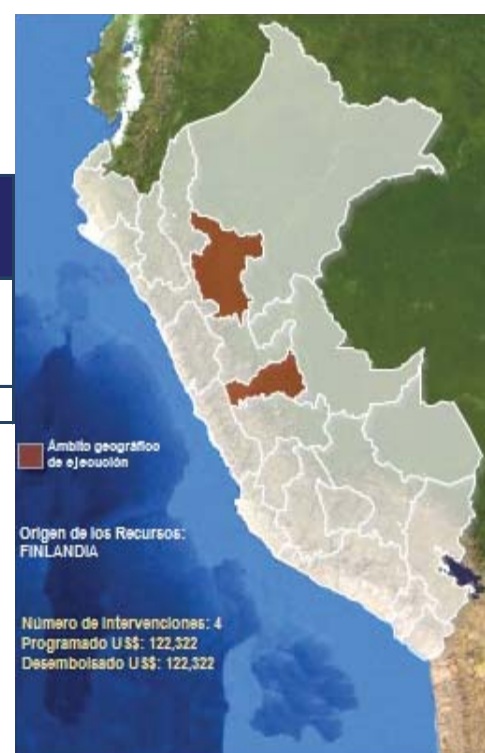 Ámbito geográfico
de ejecución
Origen de los Recursos:
FINLANDIA
Número de Intervenciones: 4
Programado US$: 122,322
Desembolsado US$: 122,322